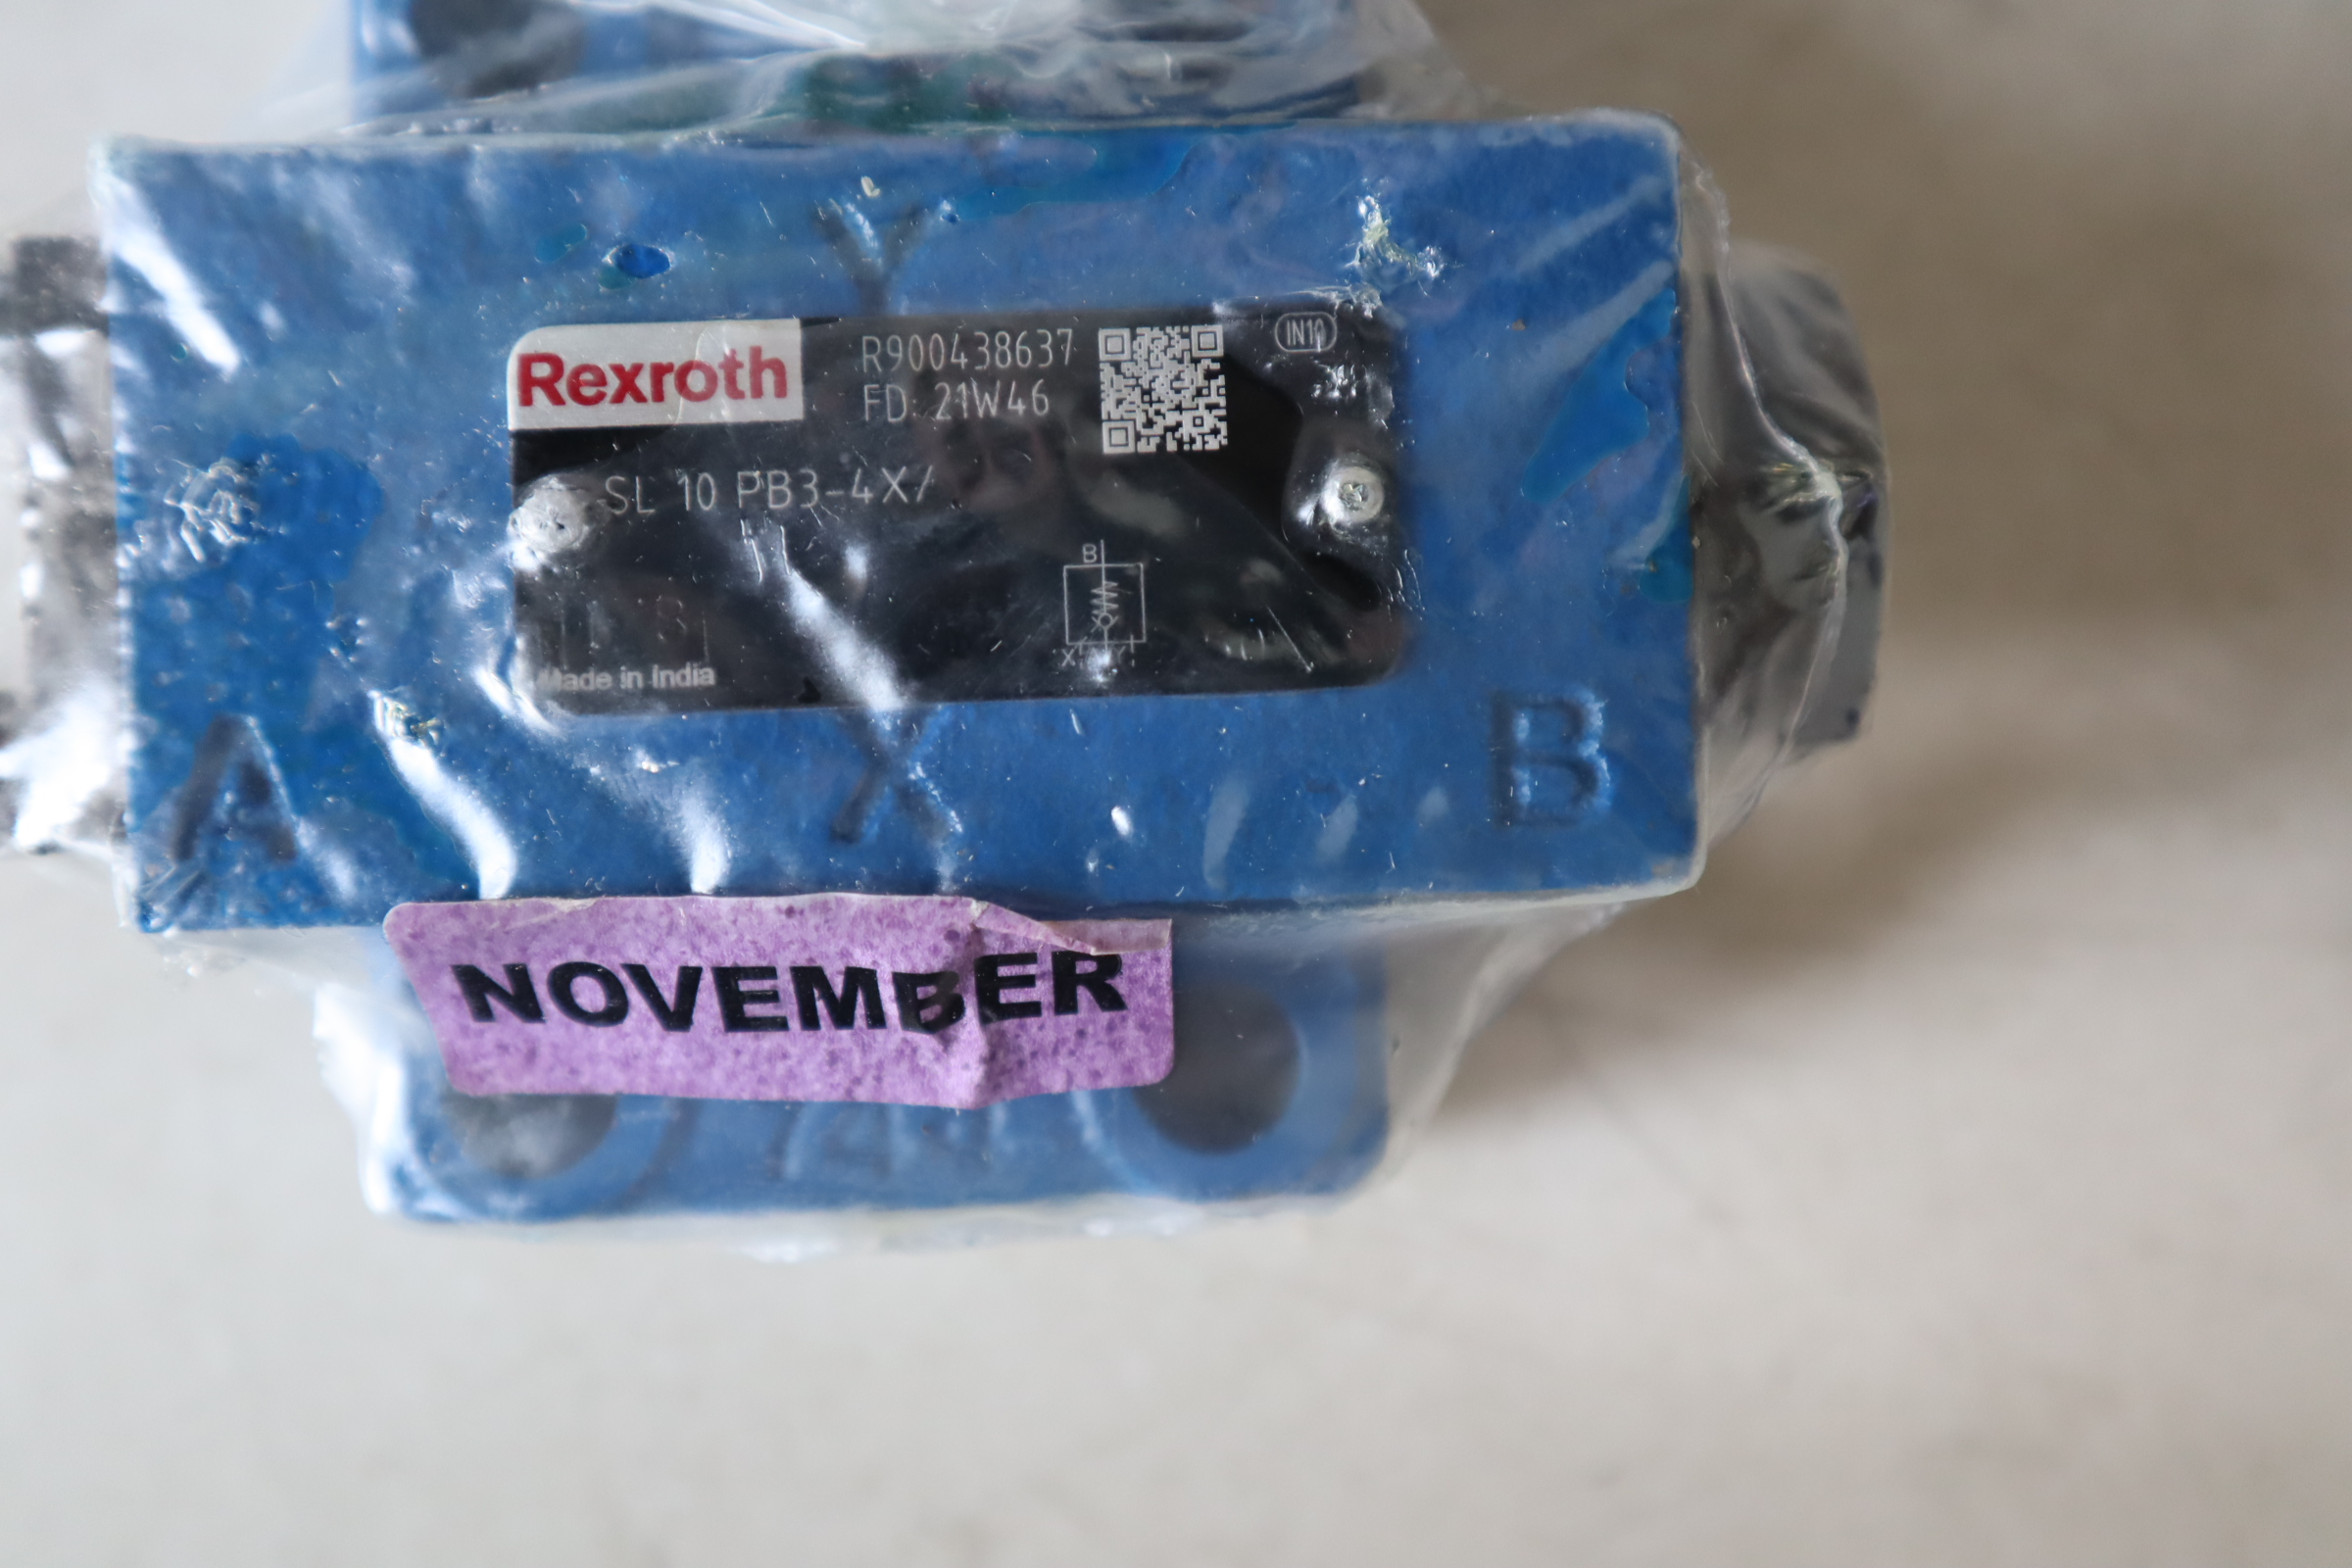 Y
Rexroth
R900438637
FD: 21W46
IN10
SL 10 PB3-4X/
B
X
Made in India
A
X
B
NOVEMBER